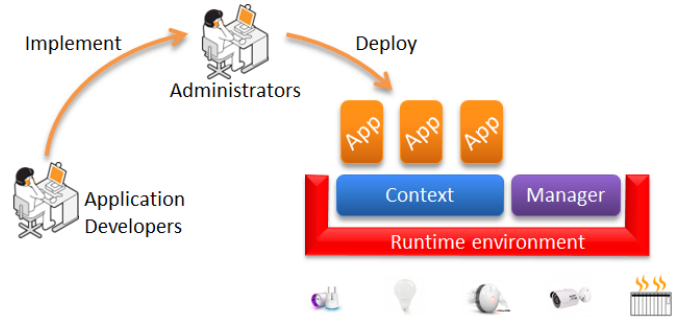 Implement
Deploy
Administrators
App App App
Application
Developers
Context
Manager
Runtime environment